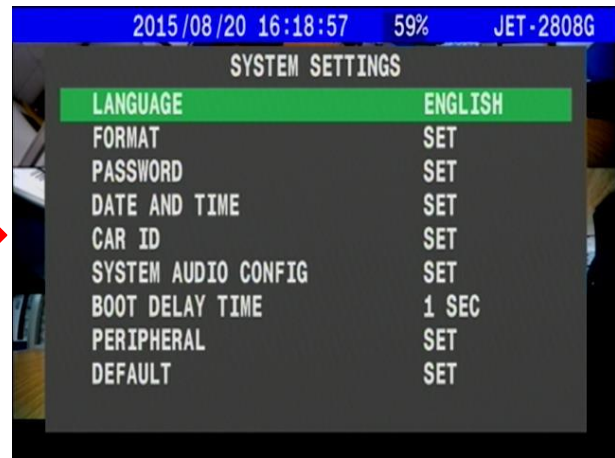 2015/08/20 16:18:57 59% JET-2808G
SYSTEM SETTINGS
LANGUAGE ENGLISH
FORMAT SET
PASSWORD SET
DATE AND TIME SET
CAR ID SET
SYSTEM AUDIO CONFIG SET
BOOT DELAY TIME 1 SEC
PERIPHERAL SET
DEFAULT SET